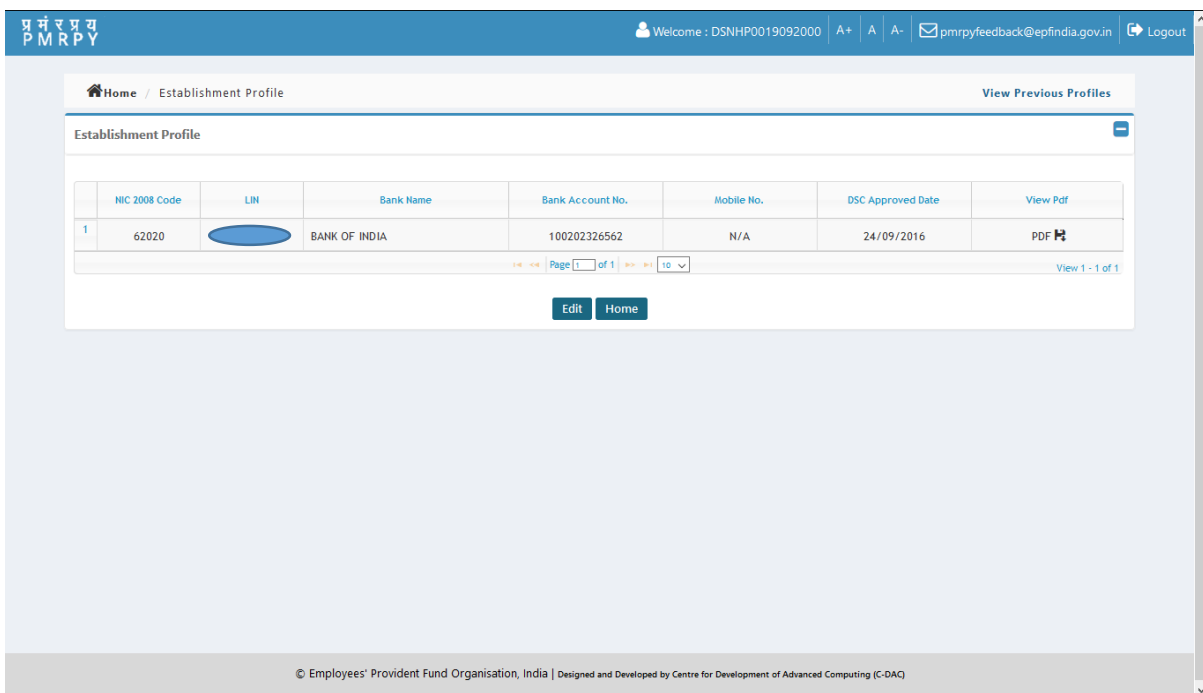 प्र मं र प्र य
PMRPY
Welcome : DSNHP0019092000 A+ A A- pmrpyfeedback@epfindia.gov.in Logout
Home / Establishment Profile View Previous Profiles
Establishment Profile
NIC 2008 Code LIN Bank Name Bank Account No. Mobile No. DSC Approved Date View Pdf
1 62020 BANK OF INDIA 100202326562 N/A 24/09/2016 PDF
Page 1 of 1 10 View 1 - 1 of 1
Edit Home
© Employees' Provident Fund Organisation, India | Designed and Developed by Centre for Development of Advanced Computing (C-DAC)